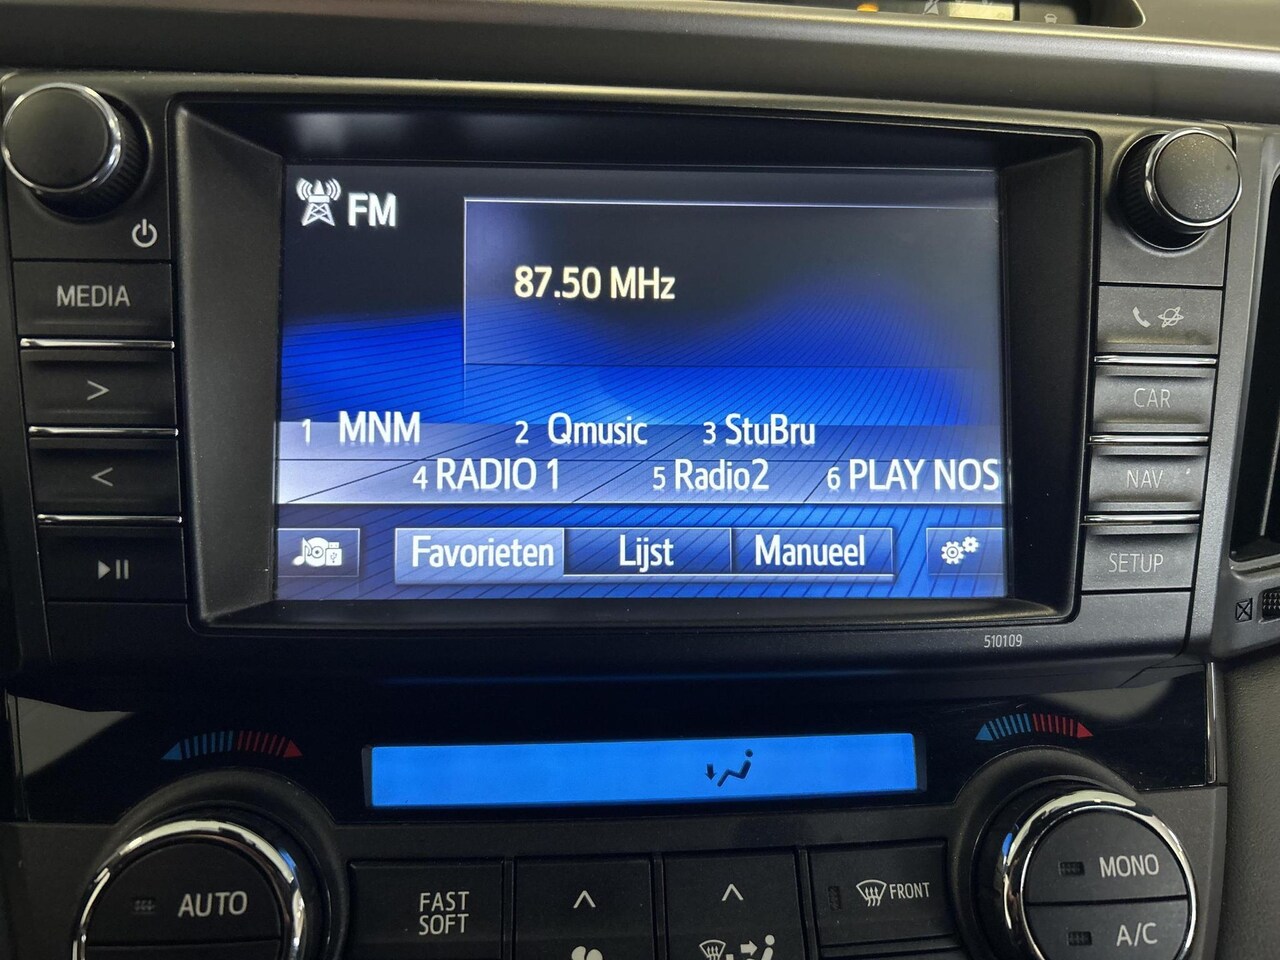 FM
87.50 MHz
1 MNM 2 Qmusic 3 StuBru
4 RADIO 1 5 Radio2 6 PLAY NOS
Favorieten Lijst Manueel
MEDIA
>
<
CAR
NAV
SETUP
510109
AUTO
FAST
SOFT
FRONT
MONO
A/C